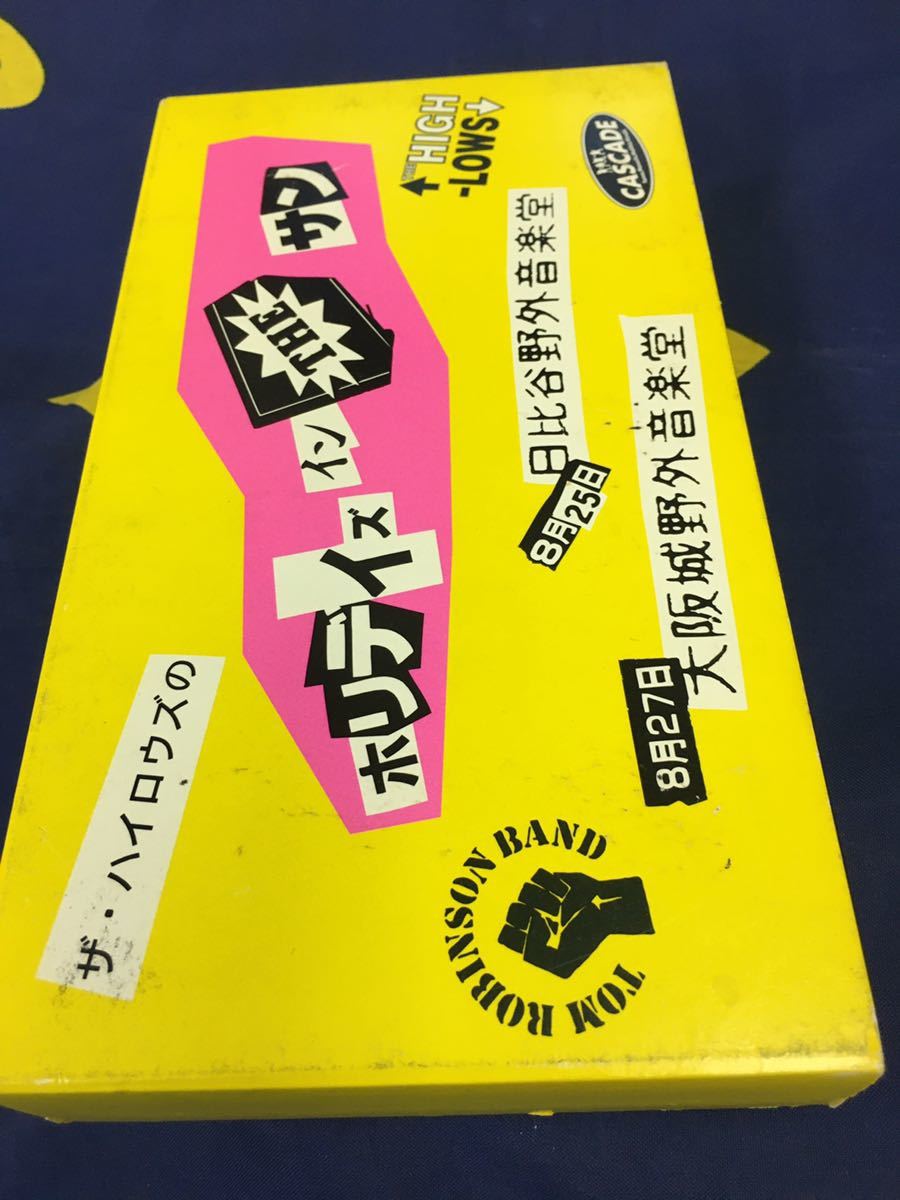 ザ・ハイロウズの
ホリデイズ イン THE サン
THE HIGH-LOWS
8月25日 日比谷野外音楽堂
8月27日 大阪城野外音楽堂
TOM ROBINSON BAND
CASCADE